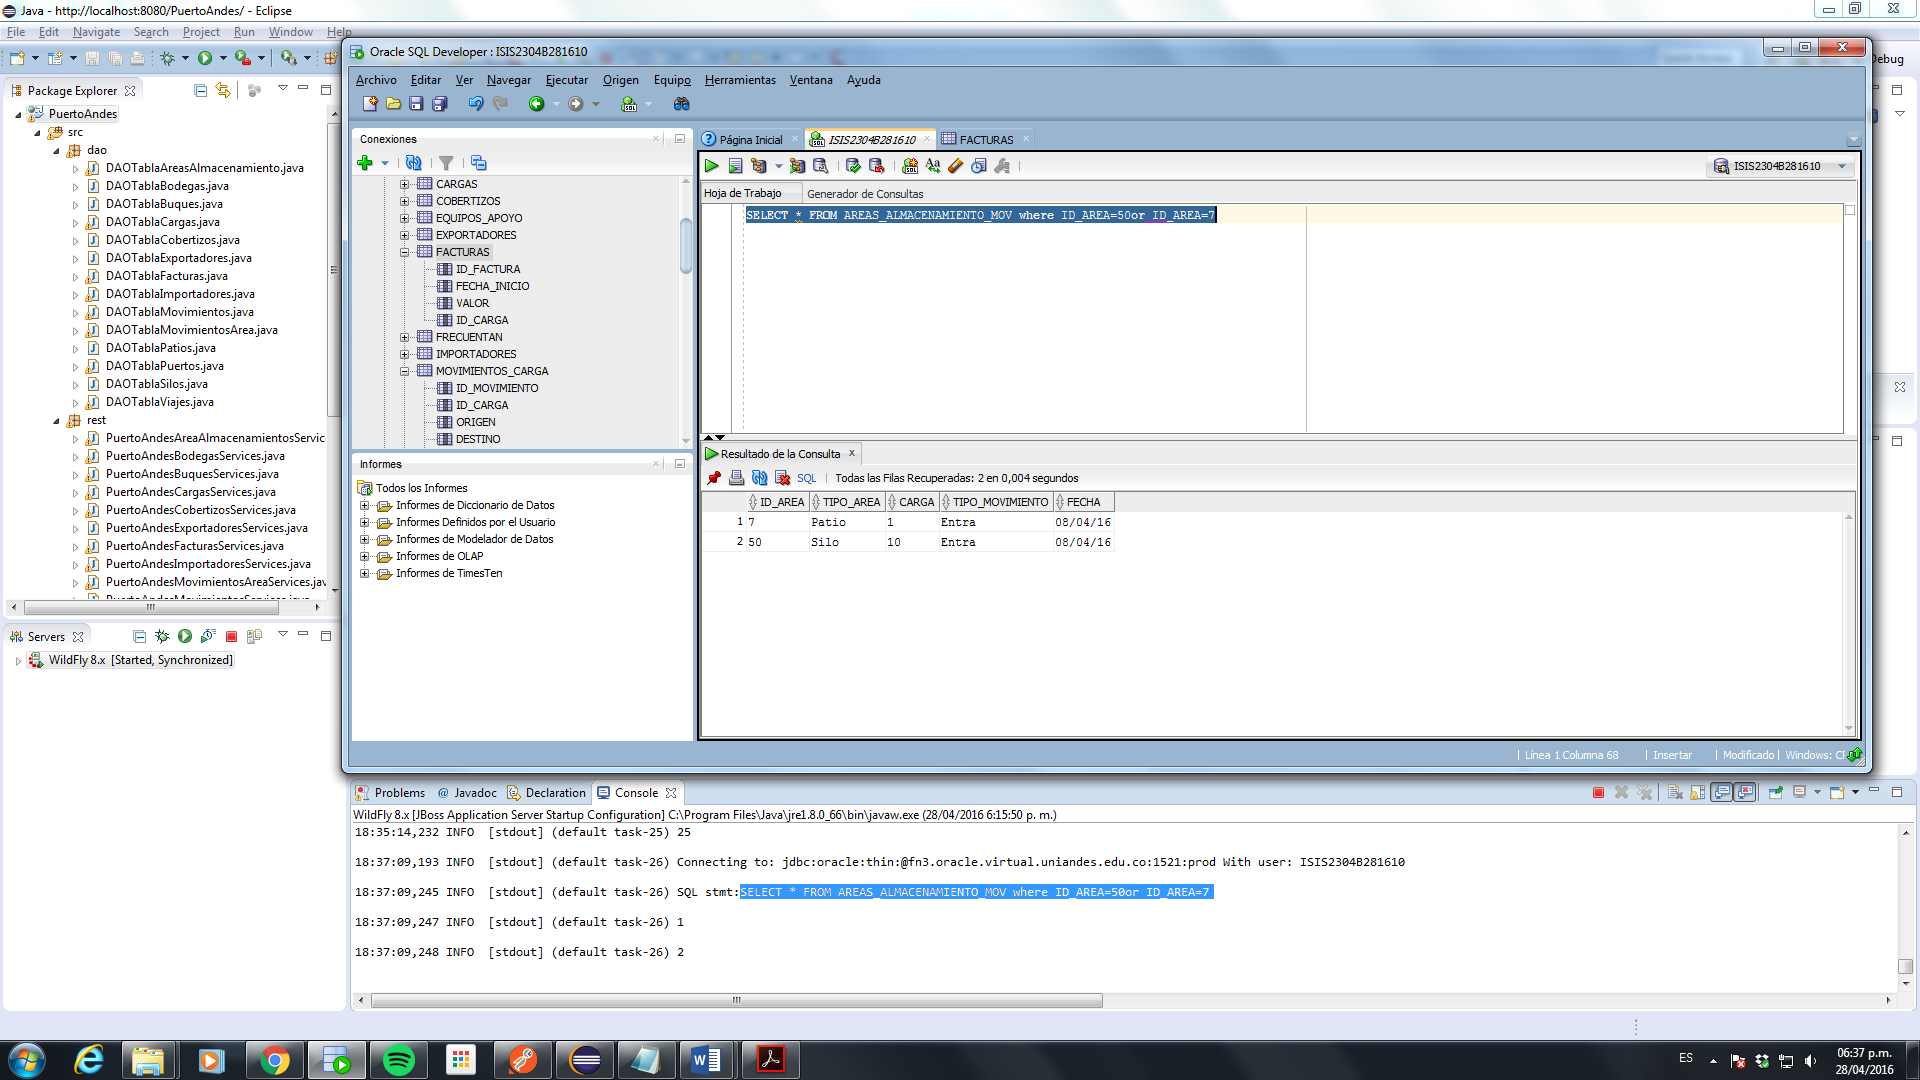 Java - http://localhost:8080/PuertoAndes/ - Eclipse
File Edit Navigate Search Project Run Window Help
Debug
Package Explorer
PuertoAndes
src
dao
DAOTablaAreasAlmacenamiento.java
DAOTablaBodegas.java
DAOTablaBuques.java
DAOTablaCargas.java
DAOTablaCobertizos.java
DAOTablaExportadores.java
DAOTablaFacturas.java
DAOTablaImportadores.java
DAOTablaMovimientos.java
DAOTablaMovimientosArea.java
DAOTablaPatios.java
DAOTablaPuertos.java
DAOTablaSilos.java
DAOTablaViajes.java
rest
PuertoAndesAreaAlmacenamientosServic
PuertoAndesBodegasServices.java
PuertoAndesBuquesServices.java
PuertoAndesCargasServices.java
PuertoAndesCobertizosServices.java
PuertoAndesExportadoresServices.java
PuertoAndesFacturasServices.java
PuertoAndesImportadoresServices.java
PuertoAndesMovimientosAreaServices.jav
PuertoAndesMovimientosServices.java
Servers
WildFly 8.x [Started, Synchronized]
Oracle SQL Developer : ISIS2304B281610
Archivo Editar Ver Navegar Ejecutar Origen Equipo Herramientas Ventana Ayuda
Conexiones
CARGAS
COBERTIZOS
EQUIPOS_APOYO
EXPORTADORES
FACTURAS
ID_FACTURA
FECHA_INICIO
VALOR
ID_CARGA
FRECUENTAN
IMPORTADORES
MOVIMIENTOS_CARGA
ID_MOVIMIENTO
ID_CARGA
ORIGEN
DESTINO
Informes
Todos los Informes
Informes de Diccionario de Datos
Informes Definidos por el Usuario
Informes de Modelador de Datos
Informes de OLAP
Informes de TimesTen
Página Inicial ISIS2304B281610 FACTURAS
ISIS2304B281610
Hoja de Trabajo Generador de Consultas
SELECT * FROM AREAS_ALMACENAMIENTO_MOV where ID_AREA=50or ID_AREA=7
Resultado de la Consulta
SQL | Todas las Filas Recuperadas: 2 en 0,004 segundos
ID_AREA TIPO_AREA CARGA TIPO_MOVIMIENTO FECHA
1 7 Patio 1 Entra 08/04/16
2 50 Silo 10 Entra 08/04/16
| Línea 1 Columna 68 | Insertar | Modificado | Windows: CR
Problems @ Javadoc Declaration Console
WildFly 8.x [JBoss Application Server Startup Configuration] C:\Program Files\Java\jre1.8.0_66\bin\javaw.exe (28/04/2016 6:15:50 p. m.)
18:35:14,232 INFO [stdout] (default task-25) 25
18:37:09,193 INFO [stdout] (default task-26) Connecting to: jdbc:oracle:thin:@fn3.oracle.virtual.uniandes.edu.co:1521:prod With user: ISIS2304B281610
18:37:09,245 INFO [stdout] (default task-26) SQL stmt:SELECT * FROM AREAS_ALMACENAMIENTO_MOV where ID_AREA=50or ID_AREA=7
18:37:09,247 INFO [stdout] (default task-26) 1
18:37:09,248 INFO [stdout] (default task-26) 2
ES
06:37 p.m.
28/04/2016